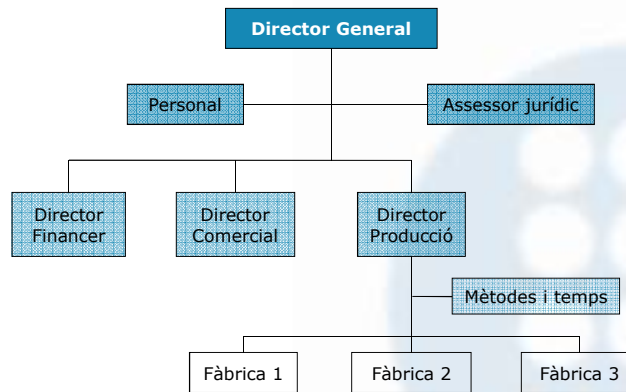 Director General
Personal
Assessor jurídic
Director
Financer
Director
Comercial
Director
Producció
Mètodes i temps
Fàbrica 1
Fàbrica 2
Fàbrica 3